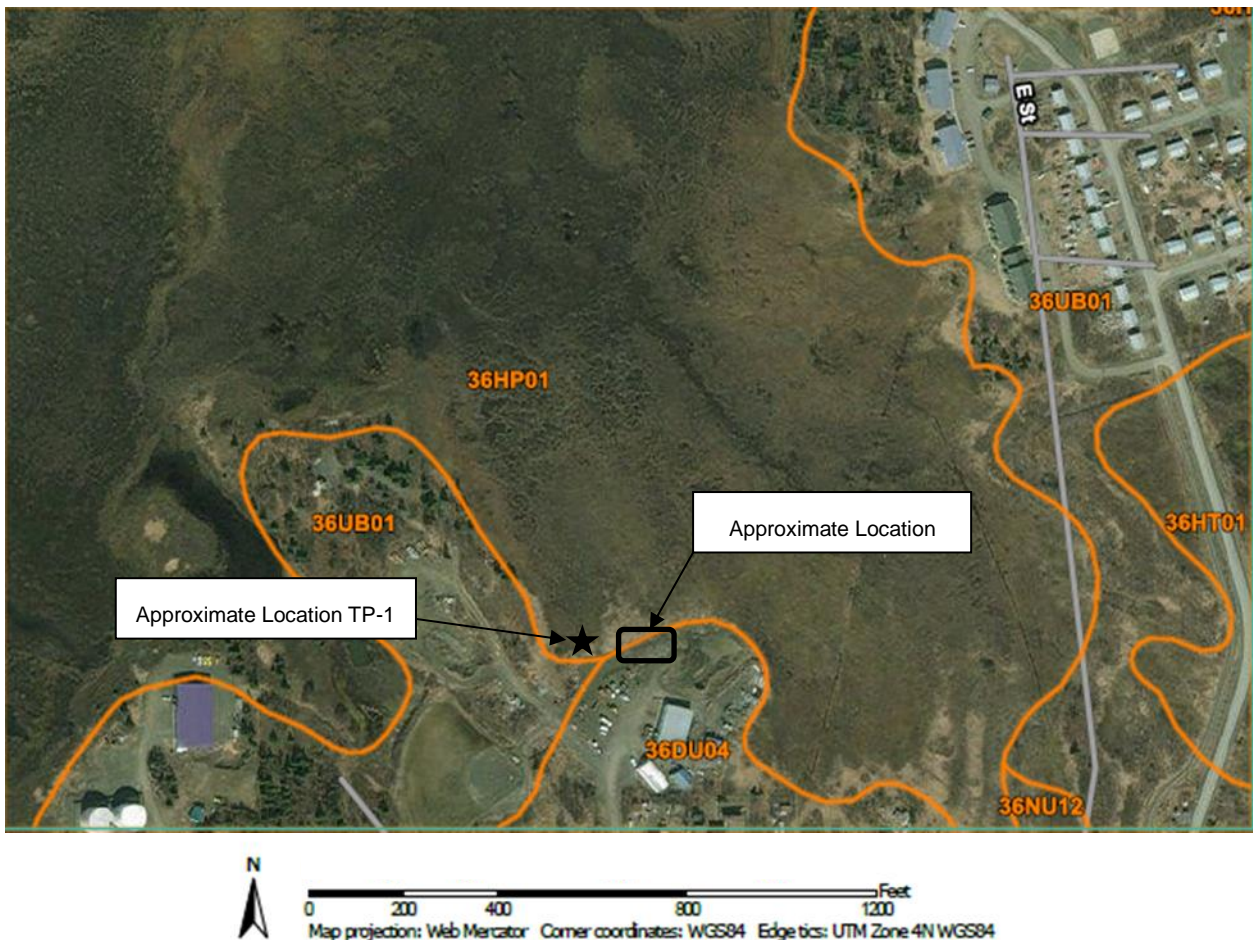 E St
36UB01
36HP01
36UB01
Approximate Location
36HT01
Approximate Location TP-1
36DU04
36NU12
N
Feet
0 200 400 800 1200
Map projection: Web Mercator Corner coordinates: WGS84 Edge tics: UTM Zone 4N WGS84